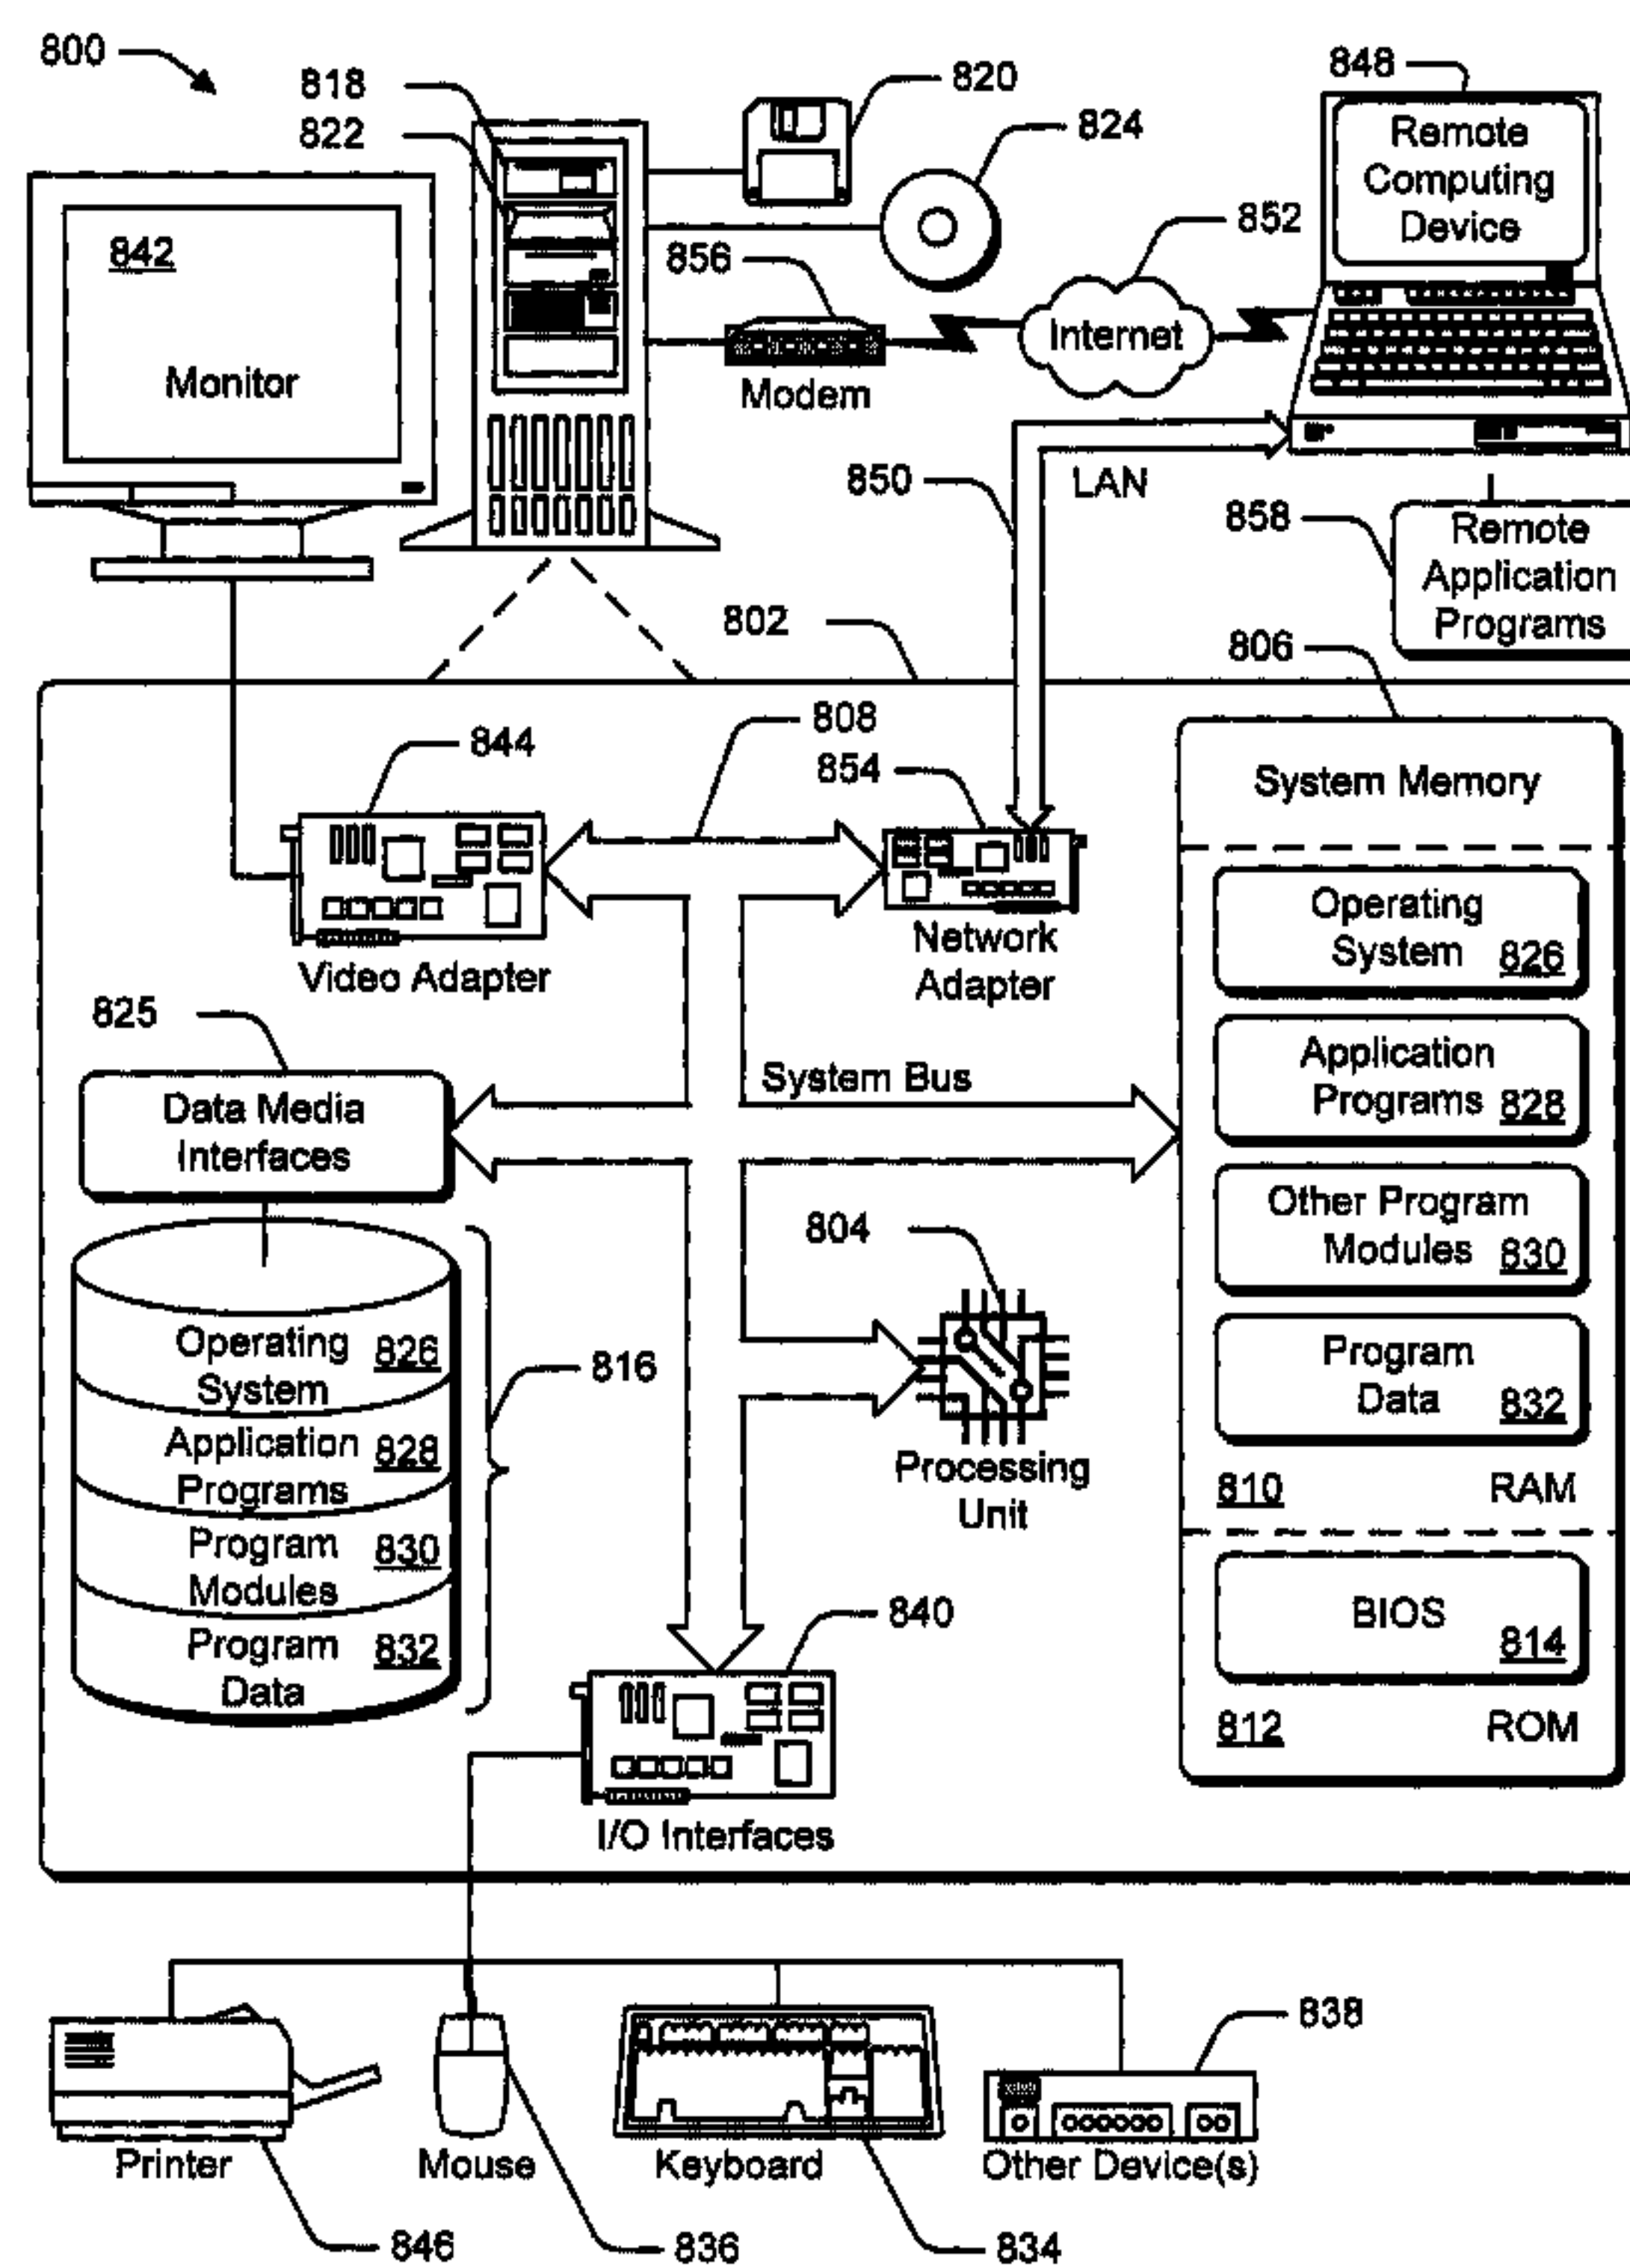 800
818
822
820
824
848
Remote
Computing
Device
842
Monitor
856
Modem
852
Internet
850
LAN
858
Remote
Application
Programs
802
806
808
844
854
Video Adapter
Network
Adapter
System Memory
Operating
System 826
Application
Programs 828
Other Program
Modules 830
Program
Data 832
810 RAM
BIOS
814
812 ROM
825
Data Media
Interfaces
System Bus
804
Processing
Unit
Operating
System 826
Application
Programs 828
Program
Modules 830
Program
Data 832
816
840
I/O Interfaces
838
Printer
Mouse
Keyboard
Other Device(s)
846
836
834